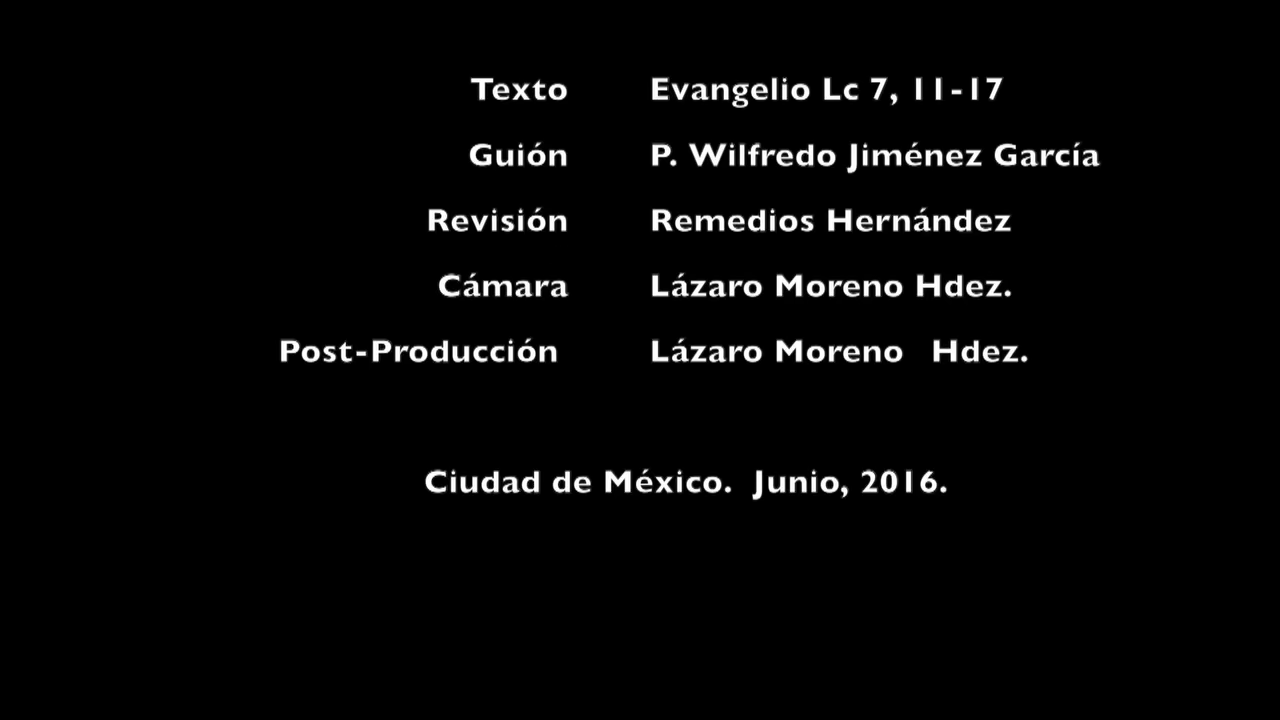 Texto Evangelio Lc 7, 11-17
Guión P. Wilfredo Jiménez García
Revisión Remedios Hernández
Cámara Lázaro Moreno Hdez.
Post-Producción Lázaro Moreno Hdez.
Ciudad de México. Junio, 2016.